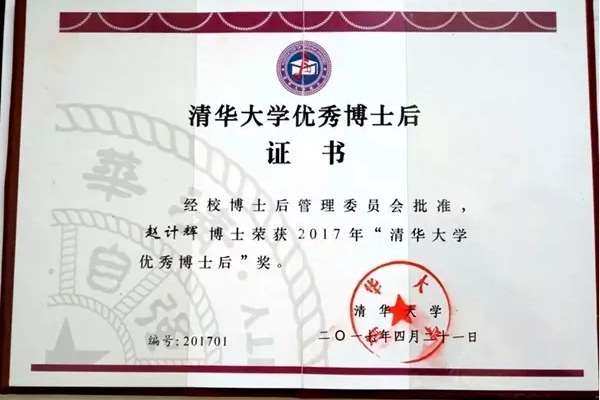 清华大学优秀博士后
证书
经校博士后管理委员会批准，
赵计辉 博士荣获2017年“清华大学
优秀博士后”奖。
清华大学
编号:201701
二〇一七年四月二十一日